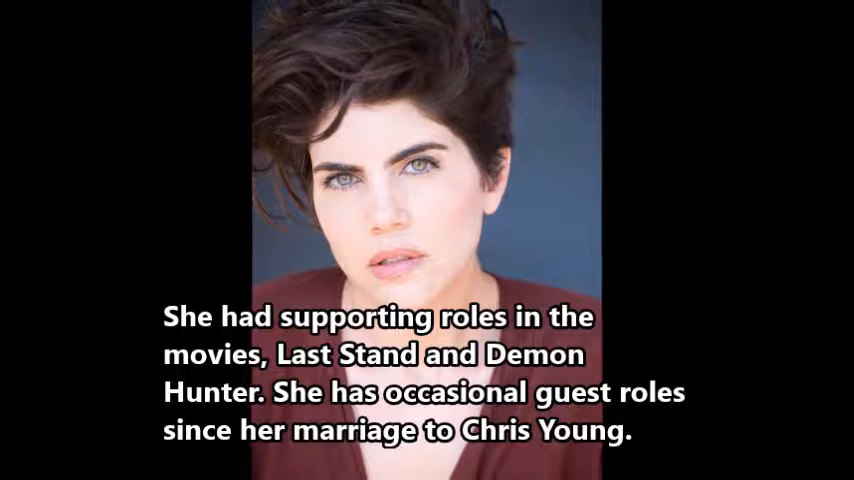 She had supporting roles in the
movies, Last Stand and Demon
Hunter. She has occasional guest roles
since her marriage to Chris Young.